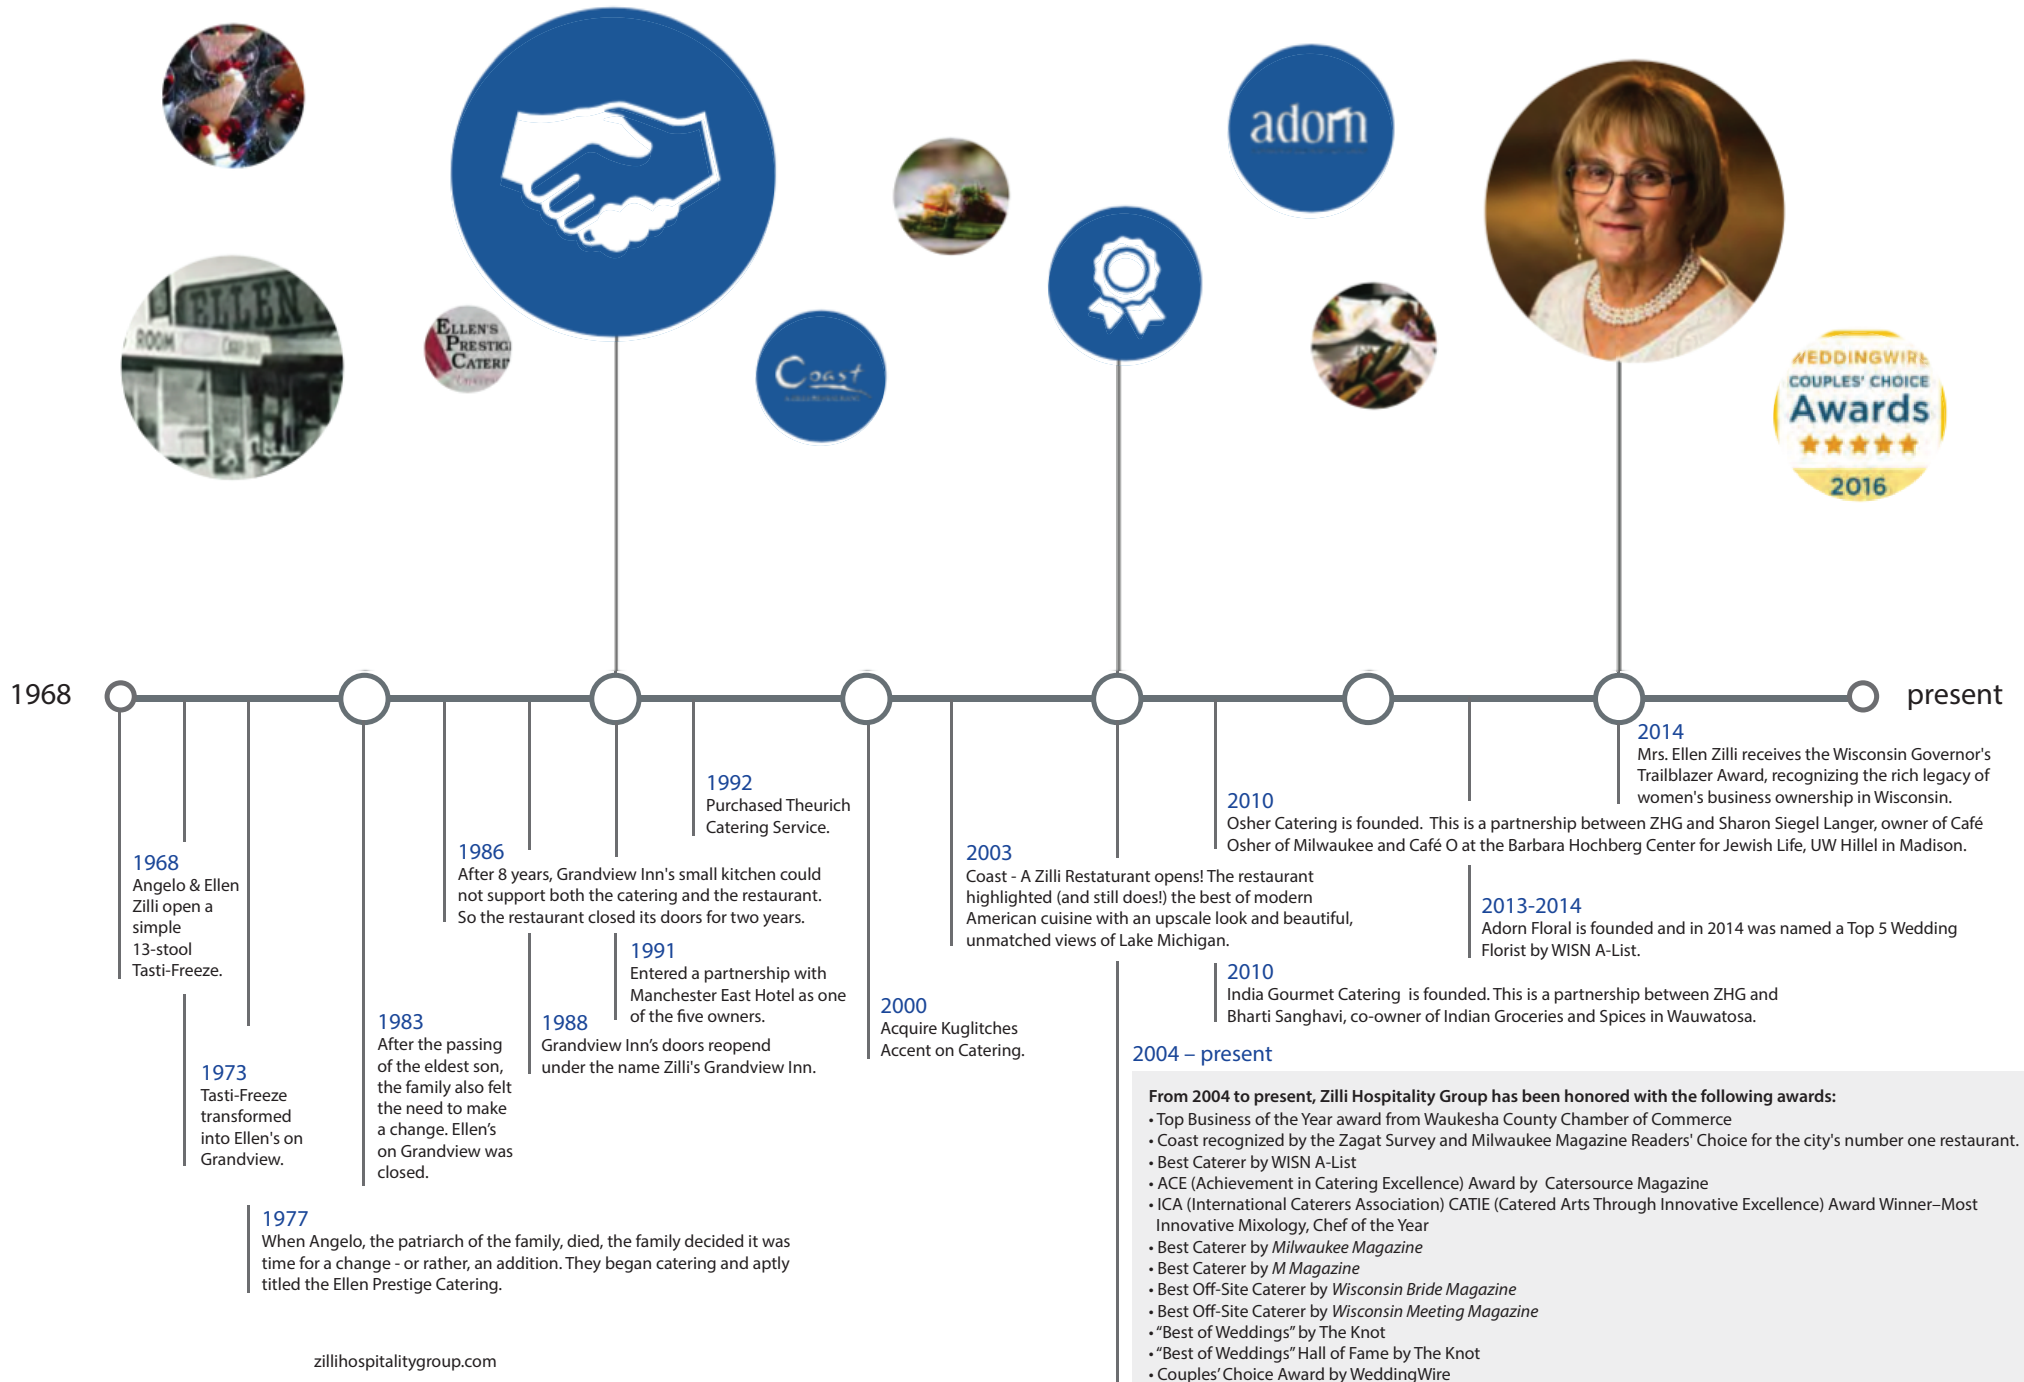 adorn
ELLEN
ROOM
ELLEN'S
PRESTIG
CATERI
Coast
WEDDINGWIRE
COUPLES' CHOICE
Awards
2016
1968
present
1968
Angelo & Ellen
Zilli open a
simple
13-stool
Tasti-Freeze.
1973
Tasti-Freeze
transformed
into Ellen's on
Grandview.
1977
When Angelo, the patriarch of the family, died, the family decided it was
time for a change - or rather, an addition. They began catering and aptly
titled the Ellen Prestige Catering.
1983
After the passing
of the eldest son,
the family also felt
the need to make
a change. Ellen's
on Grandview was
closed.
1986
After 8 years, Grandview Inn's small kitchen could
not support both the catering and the restaurant.
So the restaurant closed its doors for two years.
1988
Grandview Inn's doors reopend
under the name Zilli's Grandview Inn.
1991
Entered a partnership with
Manchester East Hotel as one
of the five owners.
1992
Purchased Theurich
Catering Service.
2000
Acquire Kuglitches
Accent on Catering.
2003
Coast - A Zilli Restaturant opens! The restaurant
highlighted (and still does!) the best of modern
American cuisine with an upscale look and beautiful,
unmatched views of Lake Michigan.
2010
Osher Catering is founded. This is a partnership between ZHG and Sharon Siegel Langer, owner of Café
Osher of Milwaukee and Café O at the Barbara Hochberg Center for Jewish Life, UW Hillel in Madison.
2010
India Gourmet Catering is founded. This is a partnership between ZHG and
Bharti Sanghavi, co-owner of Indian Groceries and Spices in Wauwatosa.
2013-2014
Adorn Floral is founded and in 2014 was named a Top 5 Wedding
Florist by WISN A-List.
2014
Mrs. Ellen Zilli receives the Wisconsin Governor's
Trailblazer Award, recognizing the rich legacy of
women's business ownership in Wisconsin.
2004 – present
From 2004 to present, Zilli Hospitality Group has been honored with the following awards:
• Top Business of the Year award from Waukesha County Chamber of Commerce
• Coast recognized by the Zagat Survey and Milwaukee Magazine Readers' Choice for the city's number one restaurant.
• Best Caterer by WISN A-List
• ACE (Achievement in Catering Excellence) Award by Catersource Magazine
• ICA (International Caterers Association) CATIE (Catered Arts Through Innovative Excellence) Award Winner–Most
Innovative Mixology, Chef of the Year
• Best Caterer by Milwaukee Magazine
• Best Caterer by M Magazine
• Best Off-Site Caterer by Wisconsin Bride Magazine
• Best Off-Site Caterer by Wisconsin Meeting Magazine
• "Best of Weddings" by The Knot
• "Best of Weddings" Hall of Fame by The Knot
• Couples' Choice Award by WeddingWire
zillihospitalitygroup.com